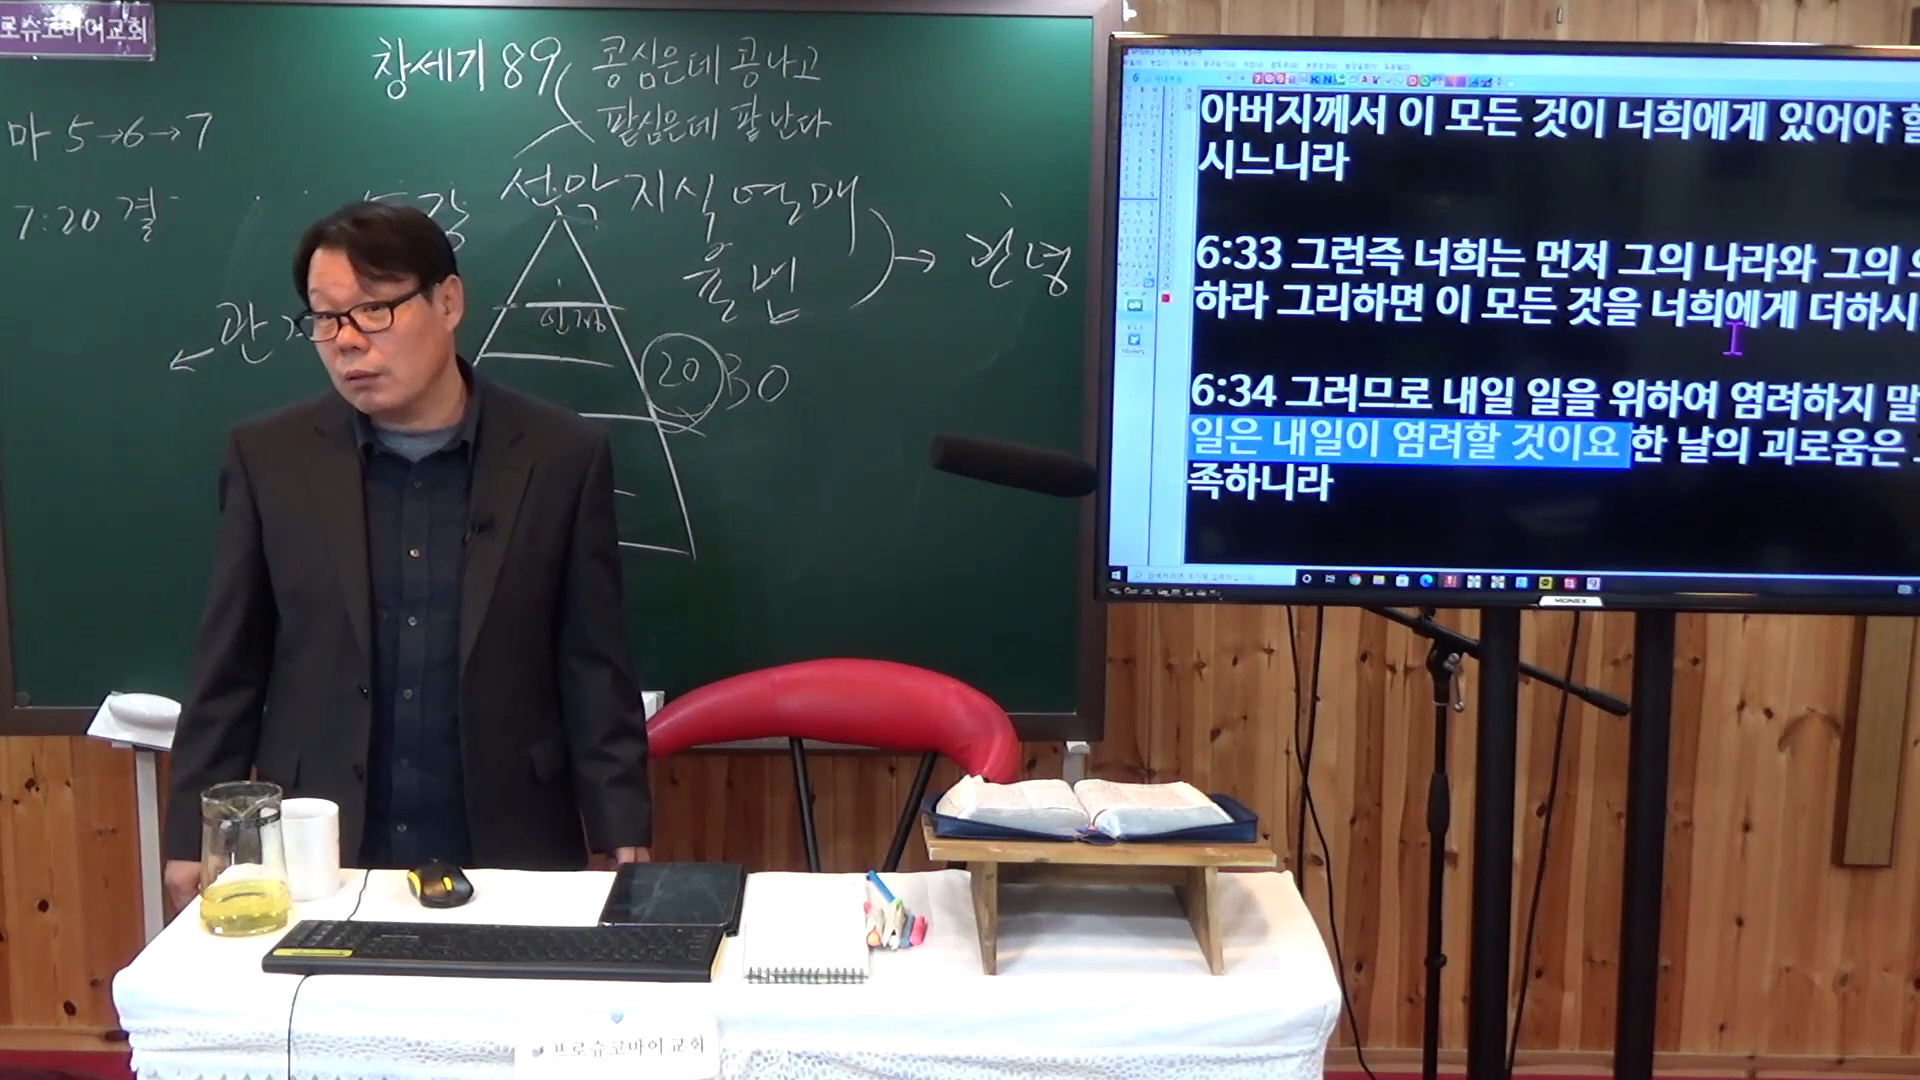 로슈코마이교회
창세기 89
콩심은데 콩나고
팥심은데 팥난다
마 5→6→7
7:20 결
선악지식열매
율법
→
인정
20
30
아버지께서 이 모든 것이 너희에게 있어야 할
시느니라
6:33 그런즉 너희는 먼저 그의 나라와 그의
하라 그리하면 이 모든 것을 너희에게 더하시
6:34 그러므로 내일 일을 위하여 염려하지 말
일은 내일이 염려할 것이요 한 날의 괴로움은
족하니라
프로슈코마이교회